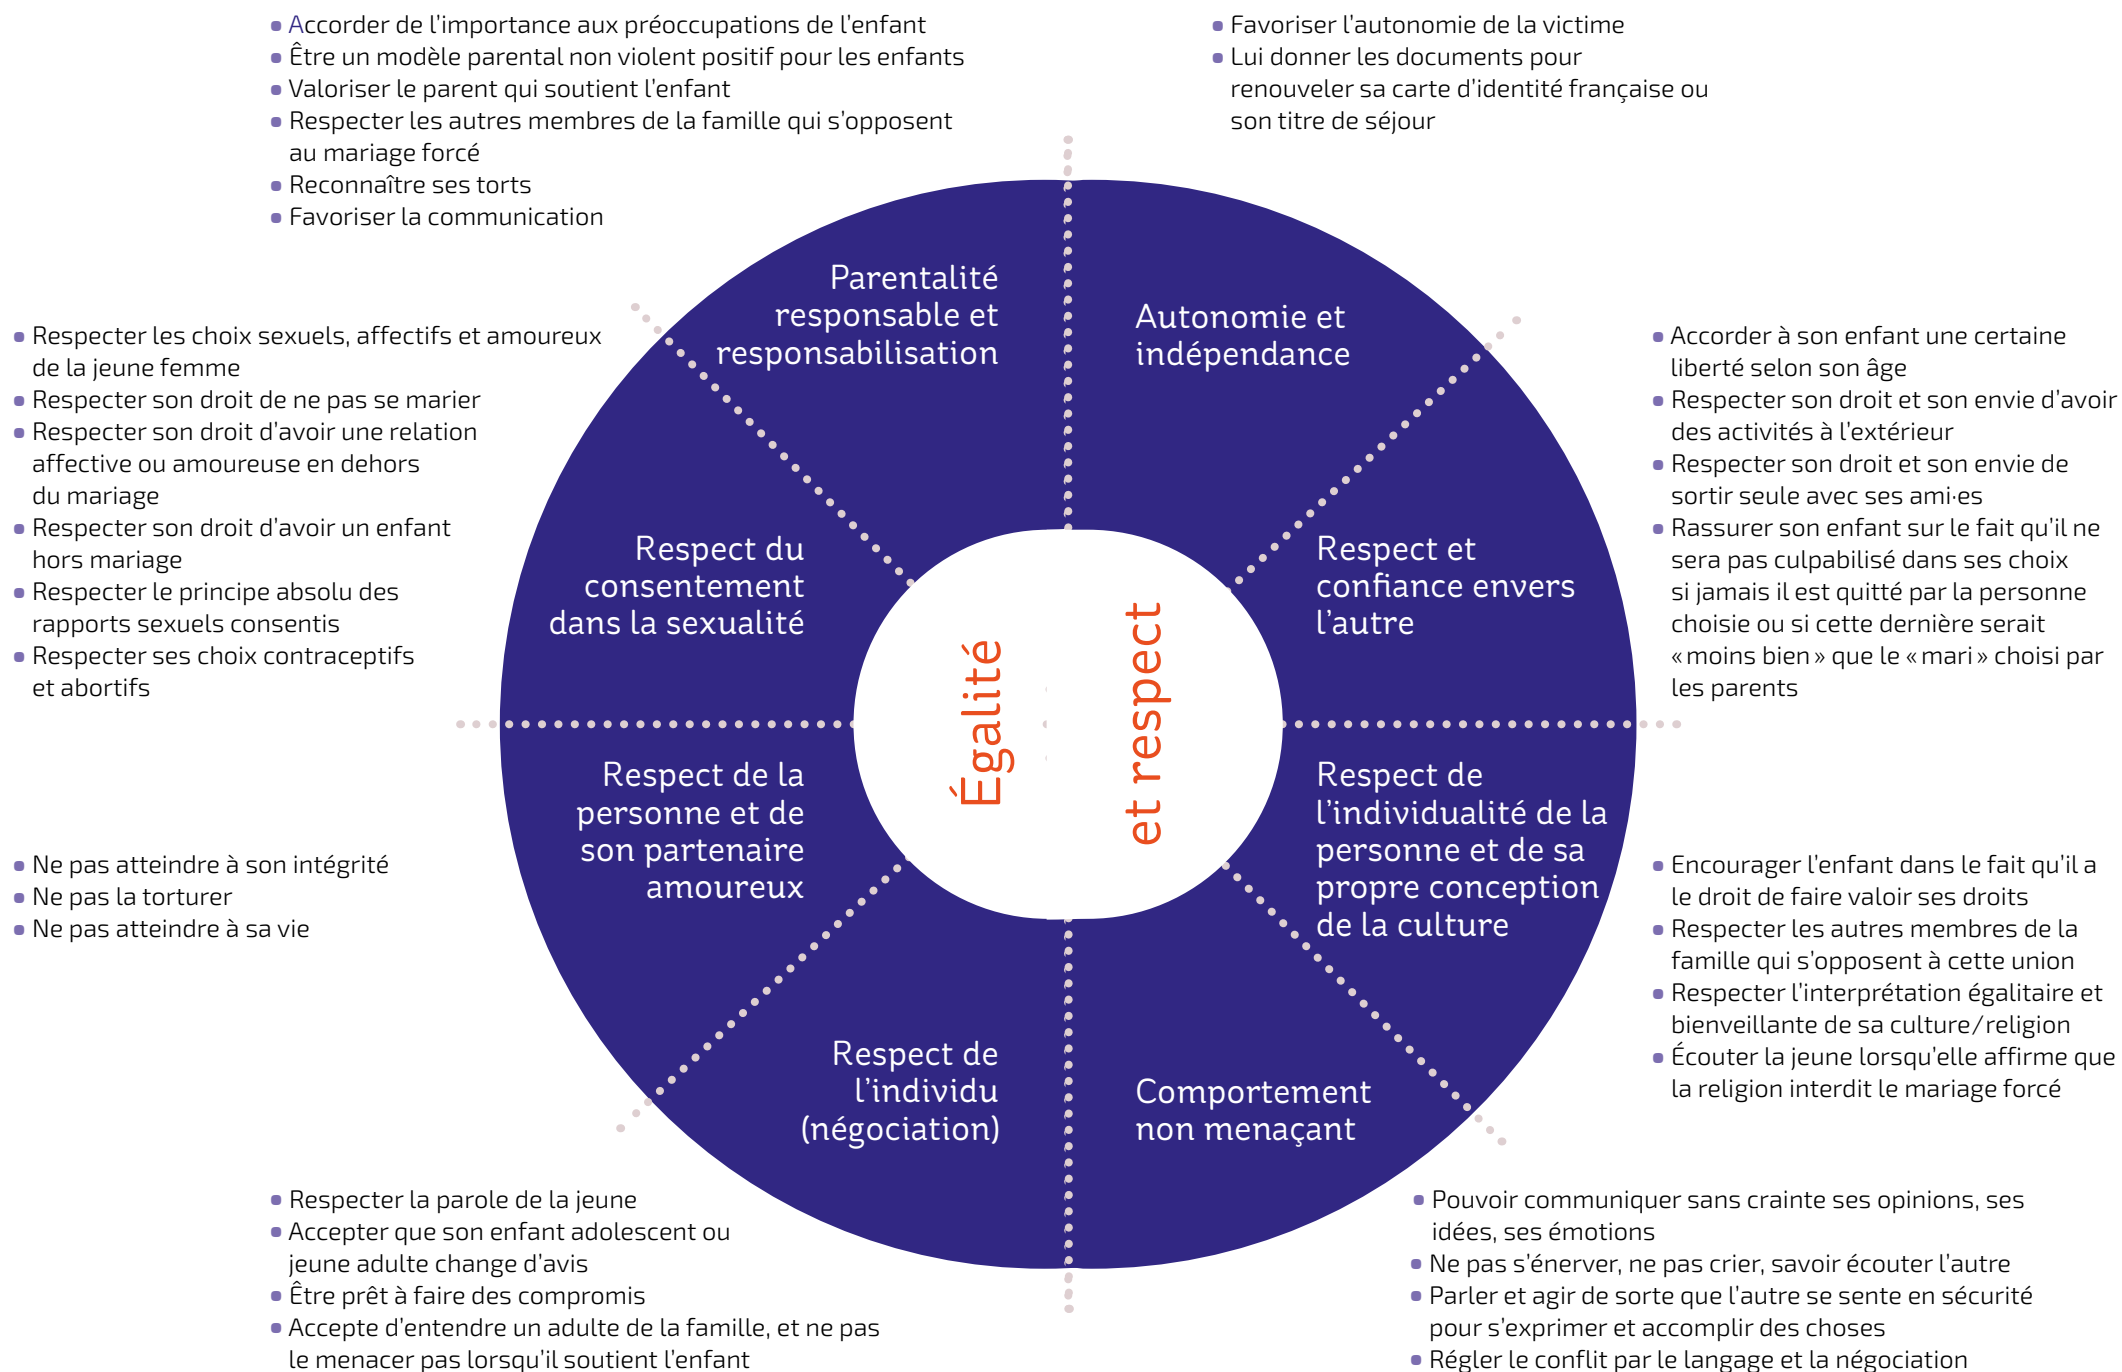 • Accorder de l'importance aux préoccupations de l'enfant
• Être un modèle parental non violent positif pour les enfants
• Valoriser le parent qui soutient l'enfant
• Respecter les autres membres de la famille qui s'opposent
au mariage forcé
• Reconnaître ses torts
• Favoriser la communication
• Favoriser l'autonomie de la victime
• Lui donner les documents pour
renouveler sa carte d'identité française ou
son titre de séjour
Parentalité
responsable et
responsabilisation
Autonomie et
indépendance
• Respecter les choix sexuels, affectifs et amoureux
de la jeune femme
• Respecter son droit de ne pas se marier
• Respecter son droit d'avoir une relation
affective ou amoureuse en dehors
du mariage
• Respecter son droit d'avoir un enfant
hors mariage
• Respecter le principe absolu des
rapports sexuels consentis
• Respecter ses choix contraceptifs
et abortifs
Respect du
consentement
dans la sexualité
Respect et
confiance envers
l'autre
• Accorder à son enfant une certaine
liberté selon son âge
• Respecter son droit et son envie d'avoir
des activités à l'extérieur
• Respecter son droit et son envie de
sortir seule avec ses ami·es
• Rassurer son enfant sur le fait qu'il ne
sera pas culpabilisé dans ses choix
si jamais il est quitté par la personne
choisie ou si cette dernière serait
« moins bien » que le « mari » choisi par
les parents
Égalité
et respect
• Ne pas atteindre à son intégrité
• Ne pas la torturer
• Ne pas atteindre à sa vie
Respect de la
personne et de
son partenaire
amoureux
Respect de
l'individualité de la
personne et de sa
propre conception
de la culture
• Encourager l'enfant dans le fait qu'il a
le droit de faire valoir ses droits
• Respecter les autres membres de la
famille qui s'opposent à cette union
• Respecter l'interprétation égalitaire et
bienveillante de sa culture/religion
• Écouter la jeune lorsqu'elle affirme que
la religion interdit le mariage forcé
Respect de
l'individu
(négociation)
Comportement
non menaçant
• Respecter la parole de la jeune
• Accepter que son enfant adolescent ou
jeune adulte change d'avis
• Être prêt à faire des compromis
• Accepte d'entendre un adulte de la famille, et ne pas
le menacer pas lorsqu'il soutient l'enfant
• Pouvoir communiquer sans crainte ses opinions, ses
idées, ses émotions
• Ne pas s'énerver, ne pas crier, savoir écouter l'autre
• Parler et agir de sorte que l'autre se sente en sécurité
pour s'exprimer et accomplir des choses
• Régler le conflit par le langage et la négociation